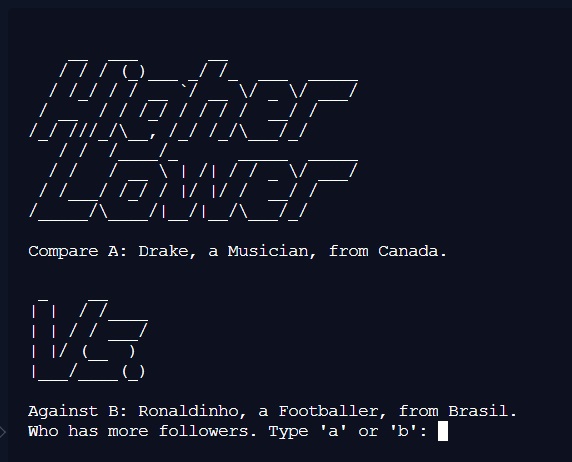 Higher
Lower
Compare A: Drake, a Musician, from Canada.
Vs
Against B: Ronaldinho, a Footballer, from Brasil.
Who has more followers. Type 'a' or 'b':